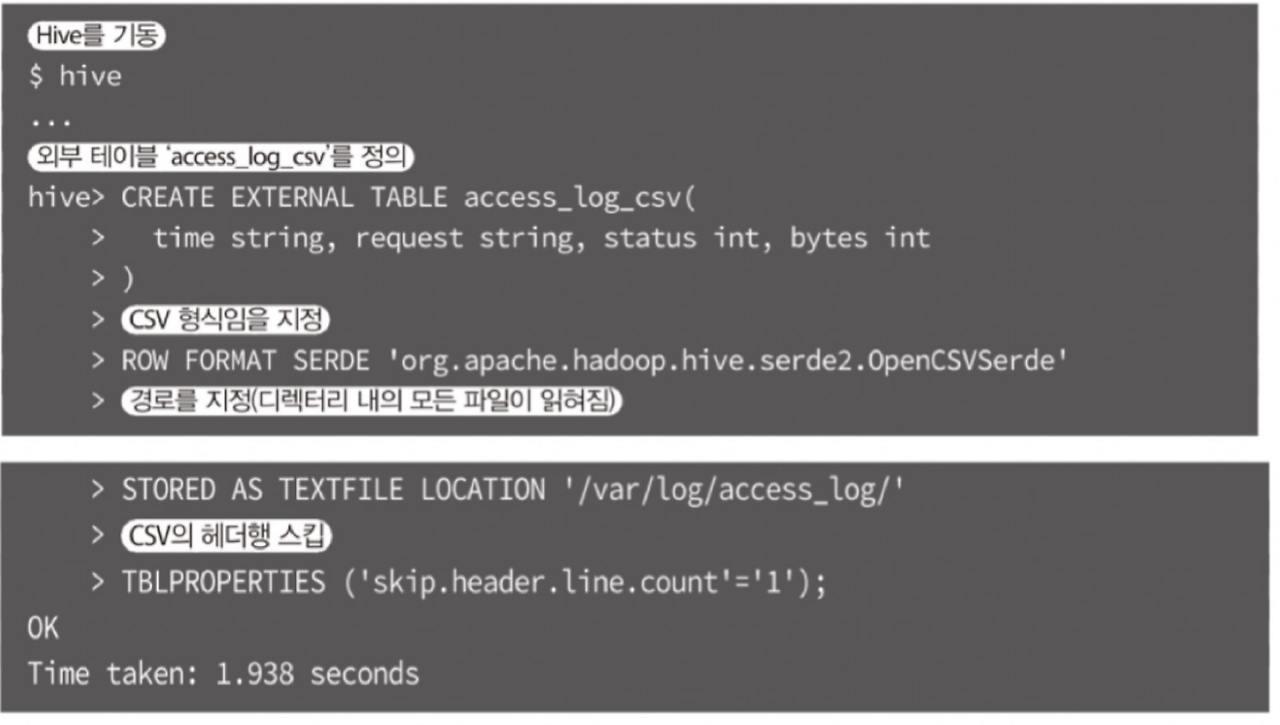 Hive를 기동
$ hive
...
외부 테이블 ‘access_log_csv’를 정의
hive> CREATE EXTERNAL TABLE access_log_csv(
> time string, request string, status int, bytes int
> )
> CSV 형식임을 지정
> ROW FORMAT SERDE 'org.apache.hadoop.hive.serde2.OpenCSVSerde'
> 경로를 지정(디렉터리 내의 모든 파일이 읽혀짐)
> STORED AS TEXTFILE LOCATION '/var/log/access_log/'
> CSV의 헤더행 스킵
> TBLPROPERTIES ('skip.header.line.count'='1');
OK
Time taken: 1.938 seconds